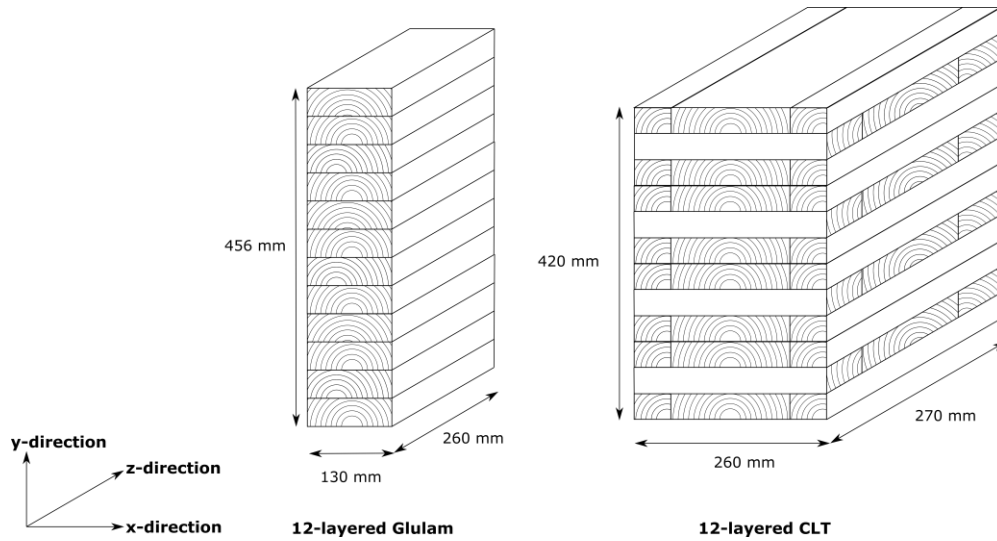 456 mm
420 mm
270 mm
260 mm
130 mm
260 mm
y-direction
z-direction
x-direction
12-layered Glulam
12-layered CLT